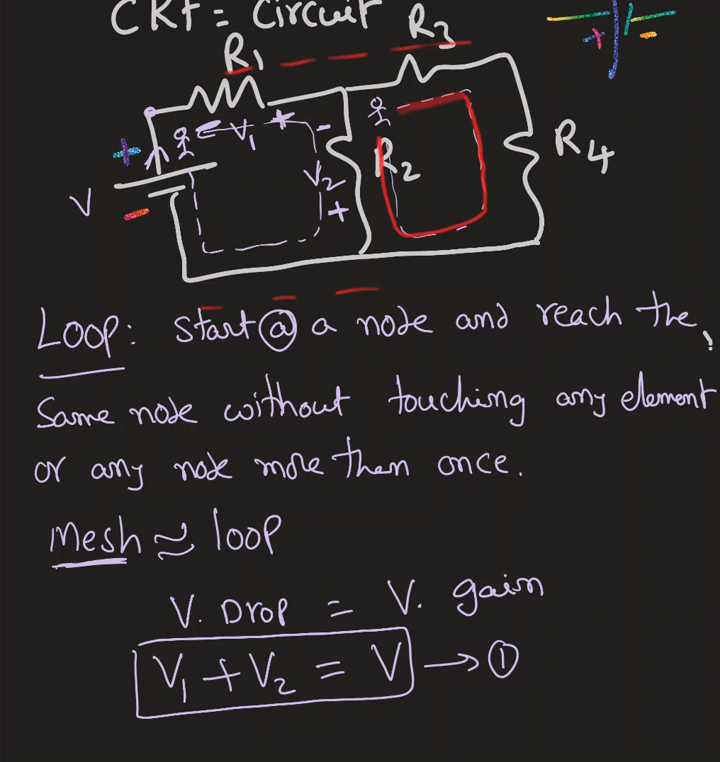 CKt = Circuit
R3
R1
+ - + -
+ V1 + -
V2
R2
R4
V
- +
Loop: start @ a node and reach the
Same node without touching any element
or any node more then once.
Mesh ≈ loop
V. Drop = V. gain
V1 + V2 = V → ①